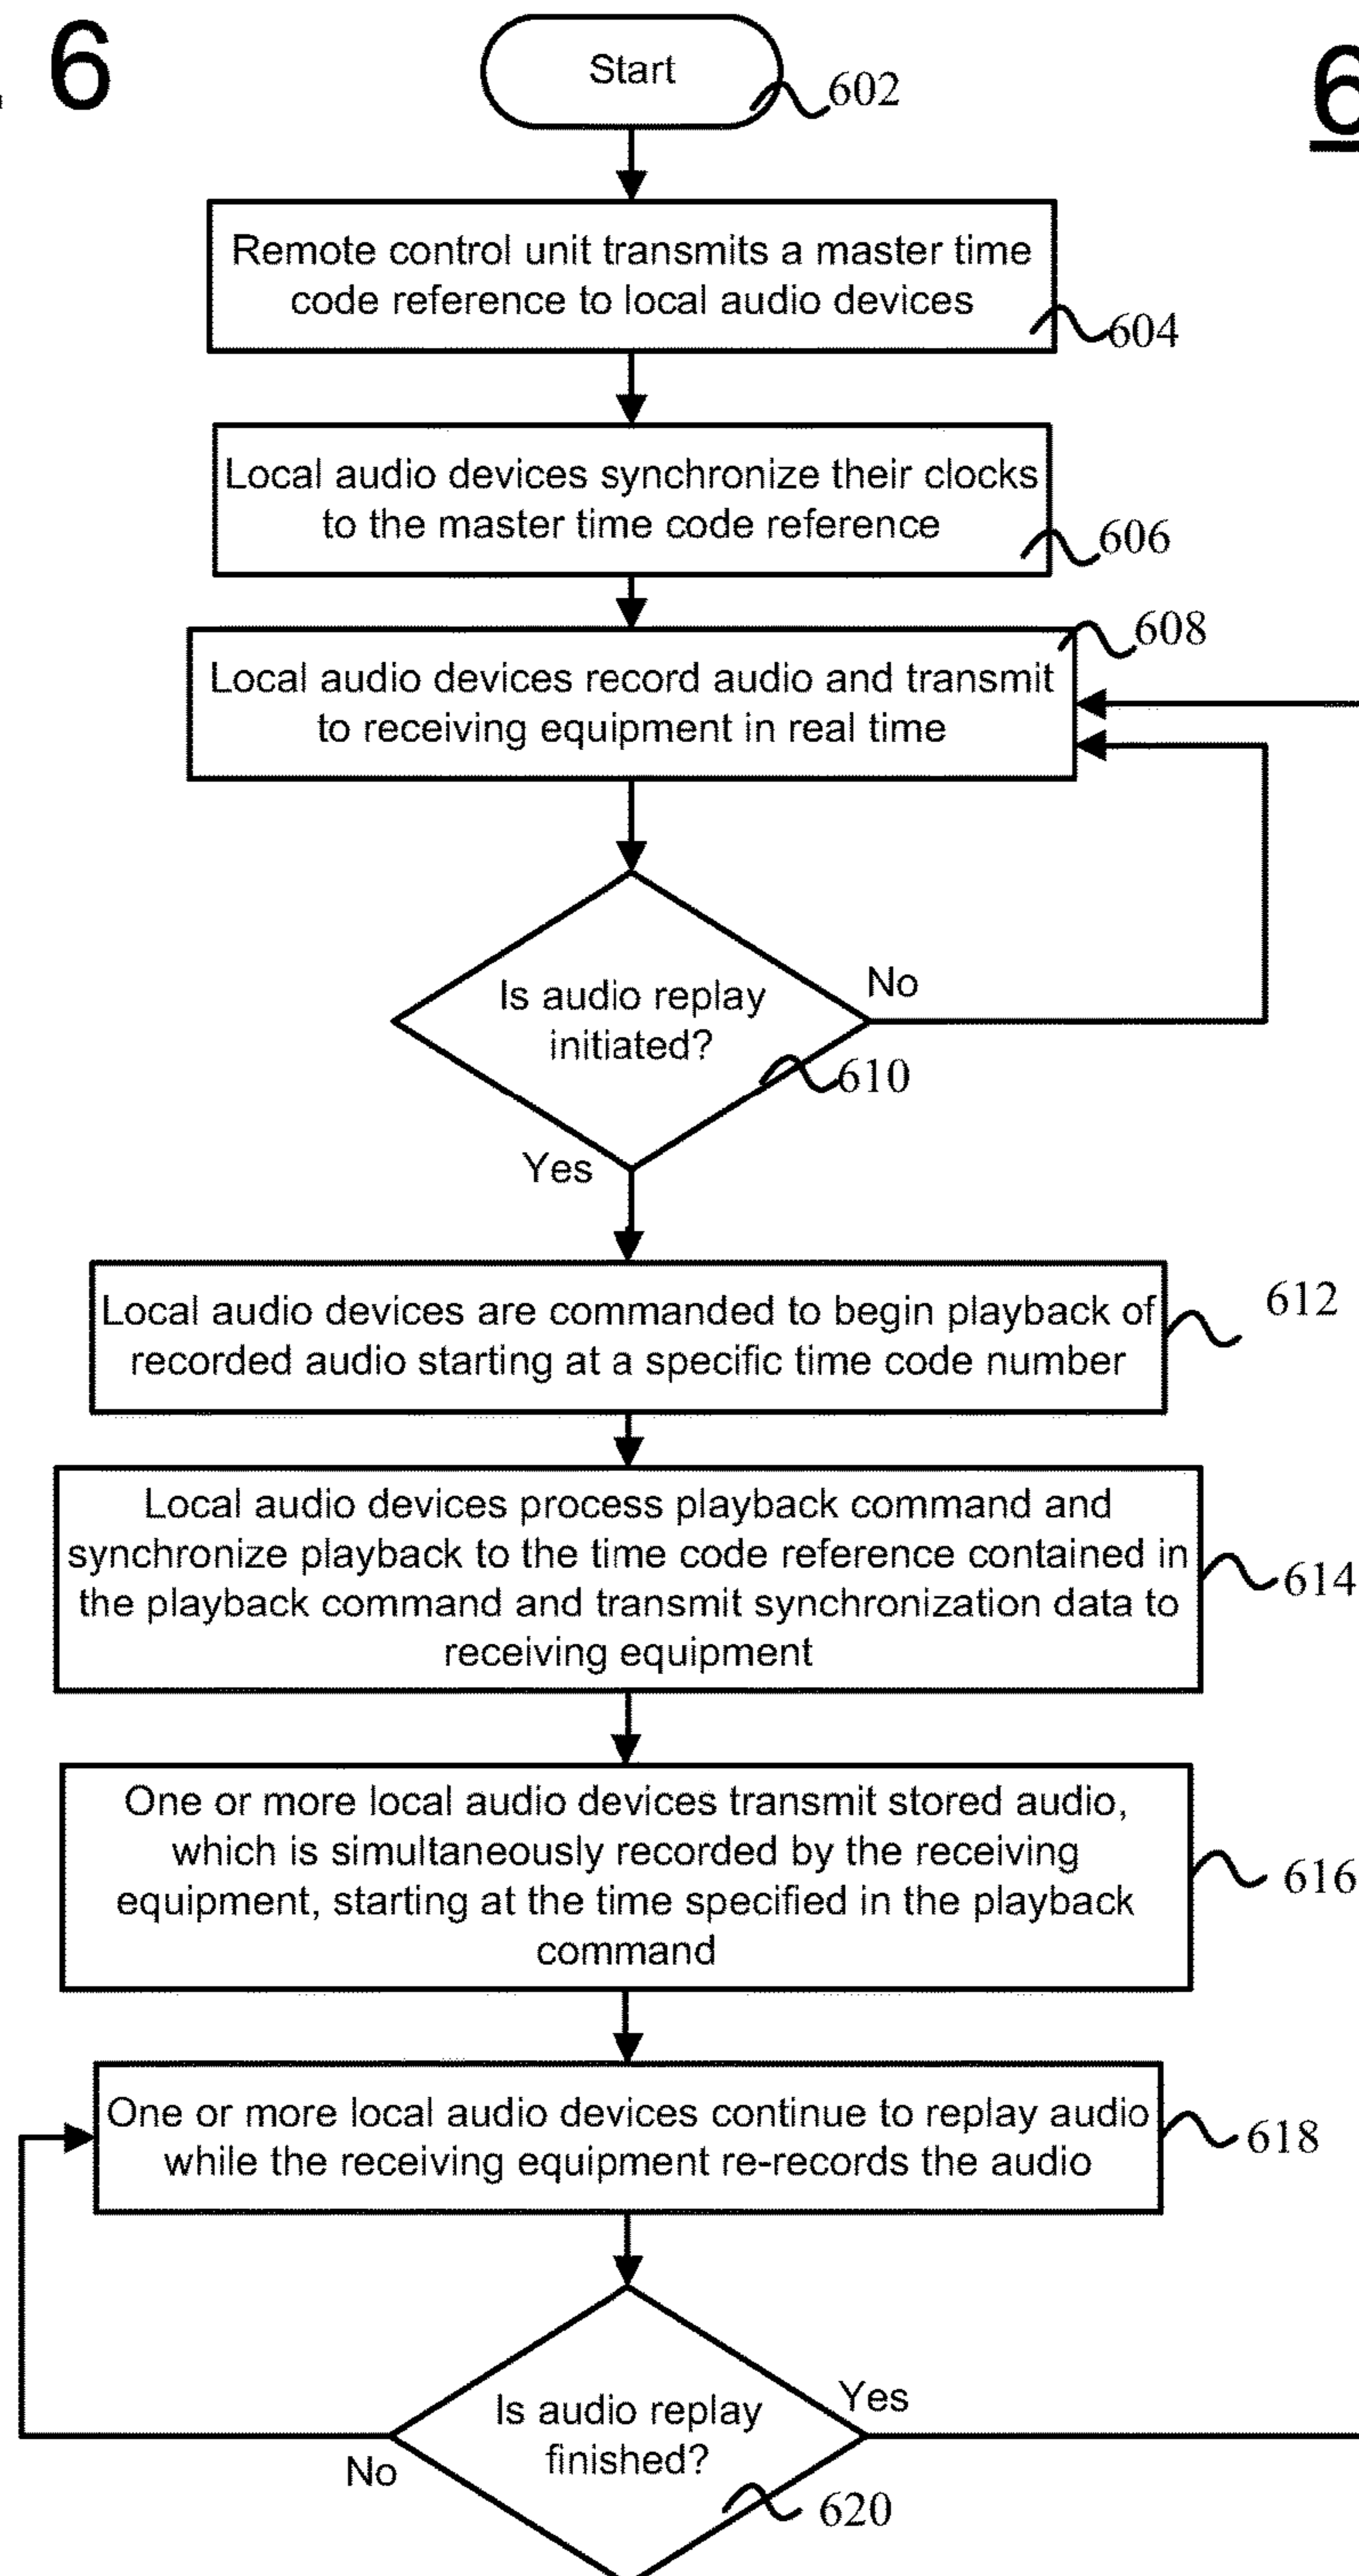 6
Start
602
6
Remote control unit transmits a master time
code reference to local audio devices
604
Local audio devices synchronize their clocks
to the master time code reference
606
608
Local audio devices record audio and transmit
to receiving equipment in real time
No
Is audio replay
initiated?
610
Yes
Local audio devices are commanded to begin playback of
recorded audio starting at a specific time code number
612
Local audio devices process playback command and
synchronize playback to the time code reference contained in
the playback command and transmit synchronization data to
receiving equipment
614
One or more local audio devices transmit stored audio,
which is simultaneously recorded by the receiving
equipment, starting at the time specified in the playback
command
616
One or more local audio devices continue to replay audio
while the receiving equipment re-records the audio
618
Yes
Is audio replay
finished?
No
620